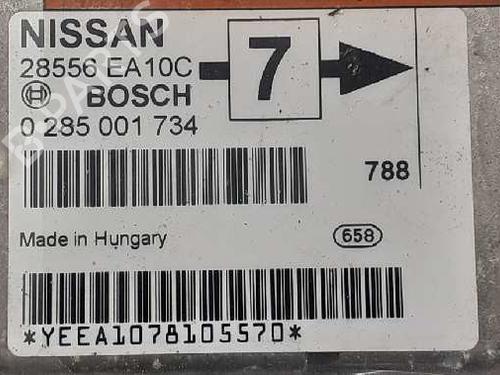 NISSAN
28556 EA10C
7
BOSCH
0 285 001 734
788
Made in Hungary
658
*YEEA1078105570*